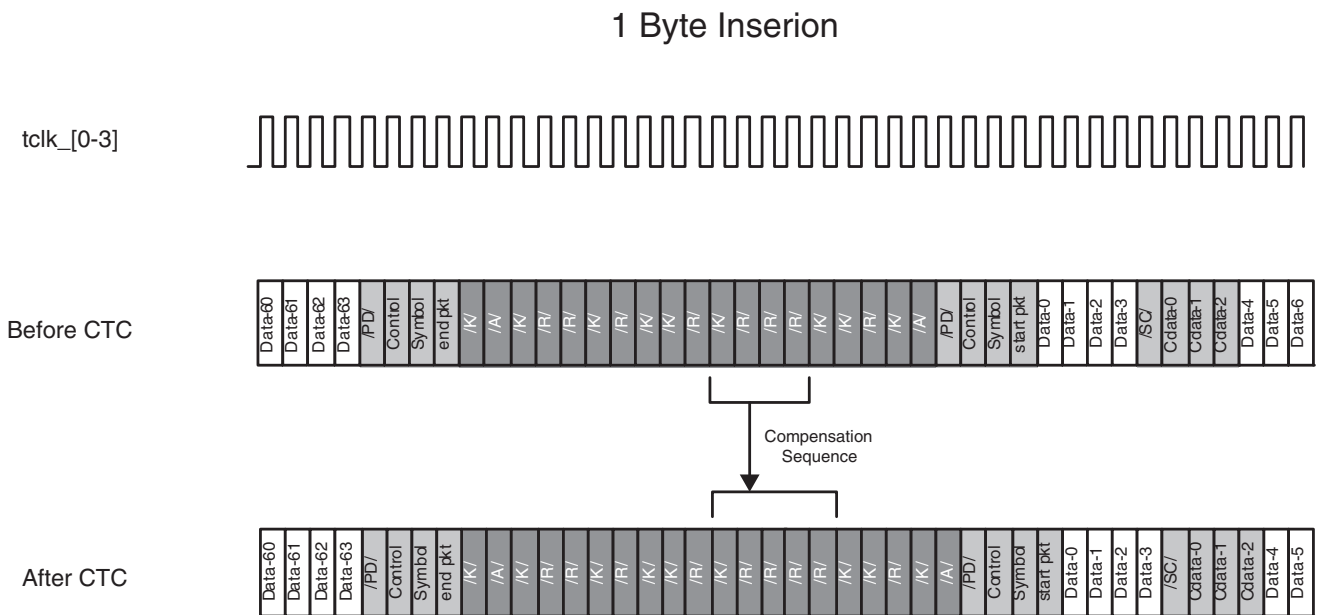 1 Byte Inserion
tclk_[0-3]
Before CTC
Data-60
Data-61
Data-62
Data-63
/PD/
Control
Symbol
end pkt
/K/
/A/
/K/
/R/
/R/
/R/
/K/
/K/
/R/
/R/
/K/
/R/
/R/
/R/
/K/
/K/
/R/
/K/
/A/
/PD/
Control
Symbol
start pkt
Data-0
Data-1
Data-2
Data-3
/SC/
Cdata-0
Cdata-1
Cdata-2
Data-4
Data-5
Data-6
Compensation
Sequence
After CTC
Data-60
Data-61
Data-62
Data-63
/PD/
Control
Symbol
end pkt
/K/
/A/
/K/
/R/
/R/
/R/
/K/
/K/
/R/
/R/
/K/
/R/
/R/
/R/
/R/
/K/
/K/
/R/
/K/
/A/
/PD/
Control
Symbol
start pkt
Data-0
Data-1
Data-2
Data-3
/SC/
Cdata-0
Cdata-1
Cdata-2
Data-4
Data-5